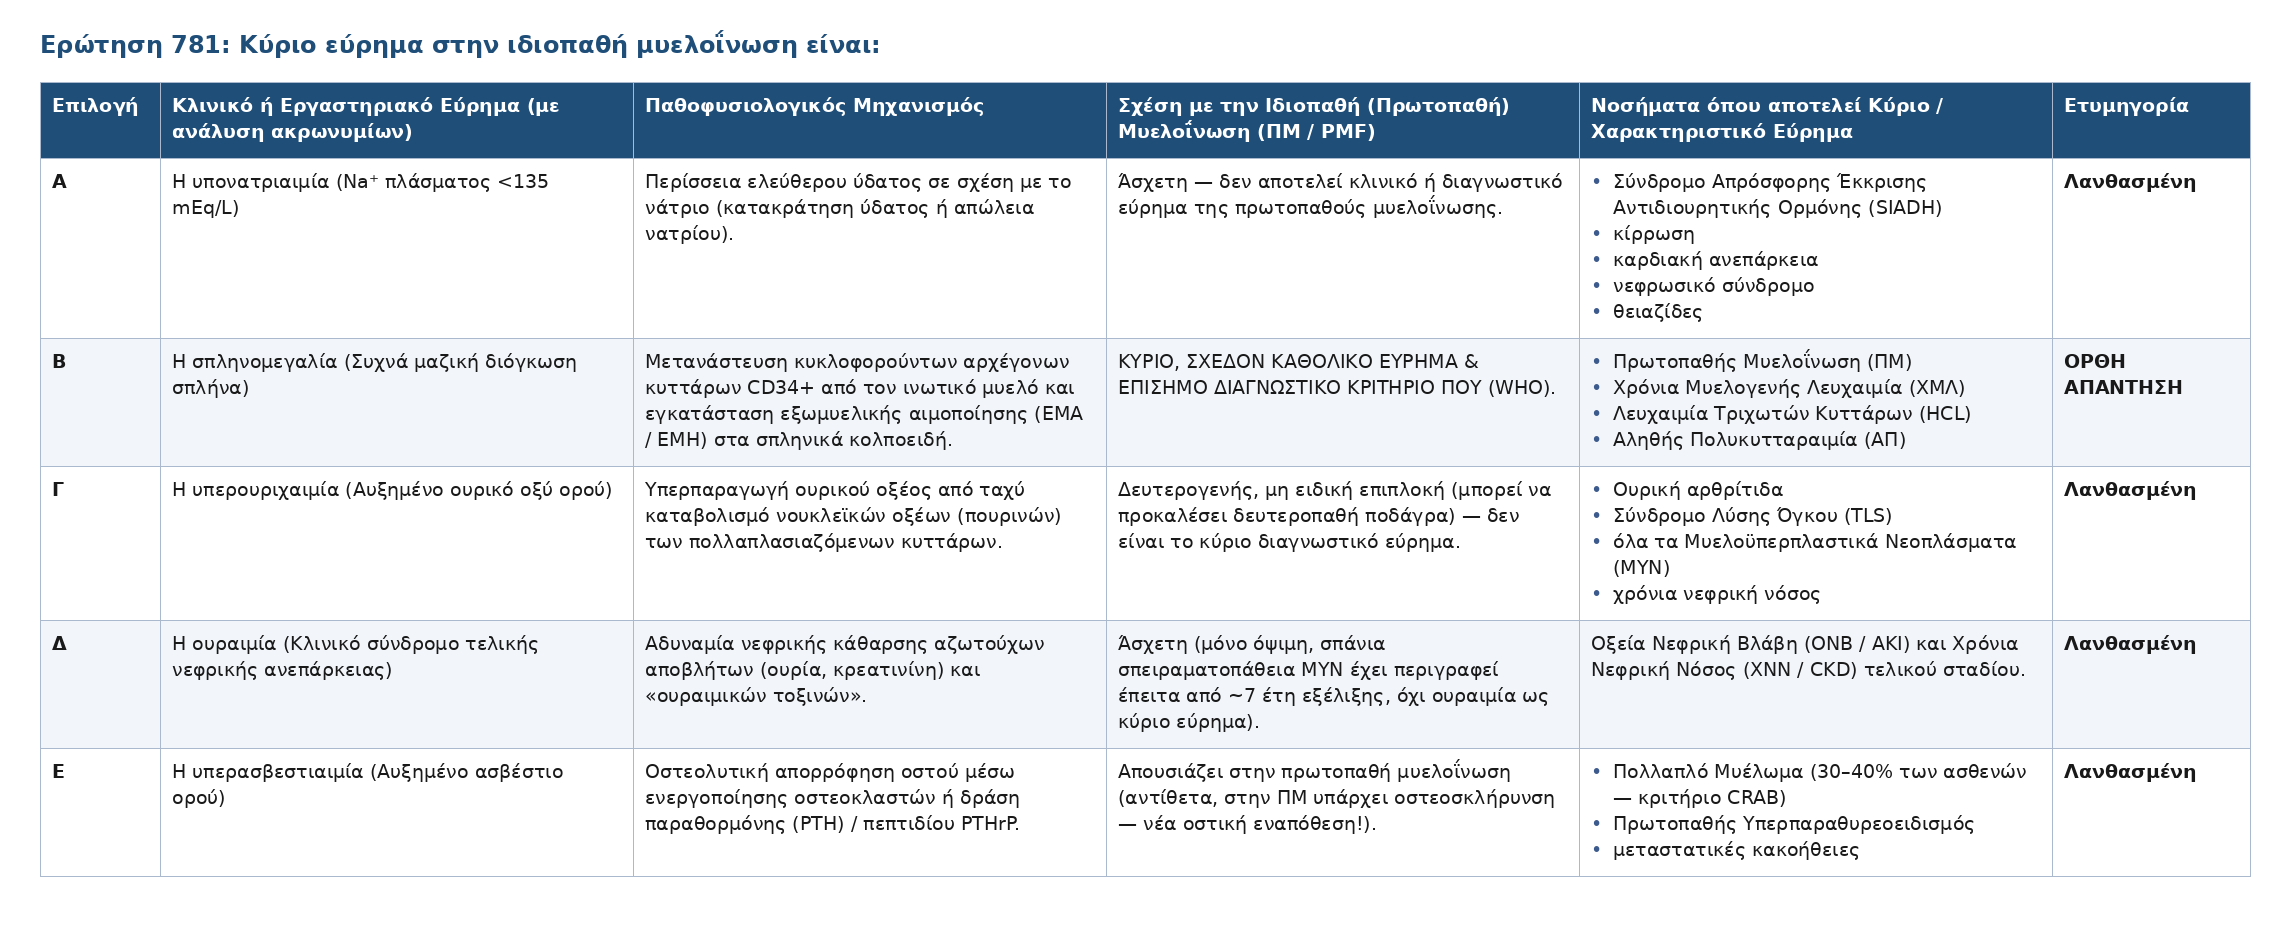 Ερώτηση 781: Κύριο εύρημα στην ιδιοπαθή μυελοΐνωση είναι:
Επιλογή
Κλινικό ή Εργαστηριακό Εύρημα (με
ανάλυση ακρωνυμίων)
Παθοφυσιολογικός Μηχανισμός
Σχέση με την Ιδιοπαθή (Πρωτοπαθή)
Μυελοΐνωση (ΠΜ / PMF)
Νοσήματα όπου αποτελεί Κύριο /
Χαρακτηριστικό Εύρημα
Ετυμηγορία
Α
Η υπονατριαιμία (Na⁺ πλάσματος <135
mEq/L)
Περίσσεια ελεύθερου ύδατος σε σχέση με το
νάτριο (κατακράτηση ύδατος ή απώλεια
νατρίου).
Άσχετη — δεν αποτελεί κλινικό ή διαγνωστικό
εύρημα της πρωτοπαθούς μυελοΐνωσης.
• Σύνδρομο Απρόσφορης Έκκρισης
Αντιδιουρητικής Ορμόνης (SIADH)
• κίρρωση
• καρδιακή ανεπάρκεια
• νεφρωσικό σύνδρομο
• θειαζίδες
Λανθασμένη
Β
Η σπληνομεγαλία (Συχνά μαζική διόγκωση
σπλήνα)
Μετανάστευση κυκλοφορούντων αρχέγονων
κυττάρων CD34+ από τον ινωτικό μυελό και
εγκατάσταση εξωμυελικής αιμοποίησης (ΕΜΑ
/ EMH) στα σπληνικά κολποειδή.
ΚΥΡΙΟ, ΣΧΕΔΟΝ ΚΑΘΟΛΙΚΟ ΕΥΡΗΜΑ &
ΕΠΙΣΗΜΟ ΔΙΑΓΝΩΣΤΙΚΟ ΚΡΙΤΗΡΙΟ ΠΟΥ (WHO).
• Πρωτοπαθής Μυελοΐνωση (ΠΜ)
• Χρόνια Μυελογενής Λευχαιμία (ΧΜΛ)
• Λευχαιμία Τριχωτών Κυττάρων (HCL)
• Αληθής Πολυκυτταραιμία (ΑΠ)
ΟΡΘΗ
ΑΠΑΝΤΗΣΗ
Γ
Η υπερουριχαιμία (Αυξημένο ουρικό οξύ ορού)
Υπερπαραγωγή ουρικού οξέος από ταχύ
καταβολισμό νουκλεϊκών οξέων (πουρινών)
των πολλαπλασιαζόμενων κυττάρων.
Δευτερογενής, μη ειδική επιπλοκή (μπορεί να
προκαλέσει δευτεροπαθή ποδάγρα) — δεν
είναι το κύριο διαγνωστικό εύρημα.
• Ουρική αρθρίτιδα
• Σύνδρομο Λύσης Όγκου (TLS)
• όλα τα Μυελοϋπερπλαστικά Νεοπλάσματα
(ΜΥΝ)
• χρόνια νεφρική νόσος
Λανθασμένη
Δ
Η ουραιμία (Κλινικό σύνδρομο τελικής
νεφρικής ανεπάρκειας)
Αδυναμία νεφρικής κάθαρσης αζωτούχων
αποβλήτων (ουρία, κρεατινίνη) και
«ουραιμικών τοξινών».
Άσχετη (μόνο όψιμη, σπάνια
σπειραματοπάθεια ΜΥΝ έχει περιγραφεί
έπειτα από ~7 έτη εξέλιξης, όχι ουραιμία ως
κύριο εύρημα).
Οξεία Νεφρική Βλάβη (ΟΝΒ / AKI) και Χρόνια
Νεφρική Νόσος (ΧΝΝ / CKD) τελικού σταδίου.
Λανθασμένη
Ε
Η υπερασβεστιαιμία (Αυξημένο ασβέστιο
ορού)
Οστεολυτική απορρόφηση οστού μέσω
ενεργοποίησης οστεοκλαστών ή δράση
παραθορμόνης (PTH) / πεπτιδίου PTHrP.
Απουσιάζει στην πρωτοπαθή μυελοΐνωση
(αντίθετα, στην ΠΜ υπάρχει οστεοσκλήρυνση
— νέα οστική εναπόθεση!).
• Πολλαπλό Μυέλωμα (30–40% των ασθενών
— κριτήριο CRAB)
• Πρωτοπαθής Υπερπαραθυρεοειδισμός
• μεταστατικές κακοήθειες
Λανθασμένη